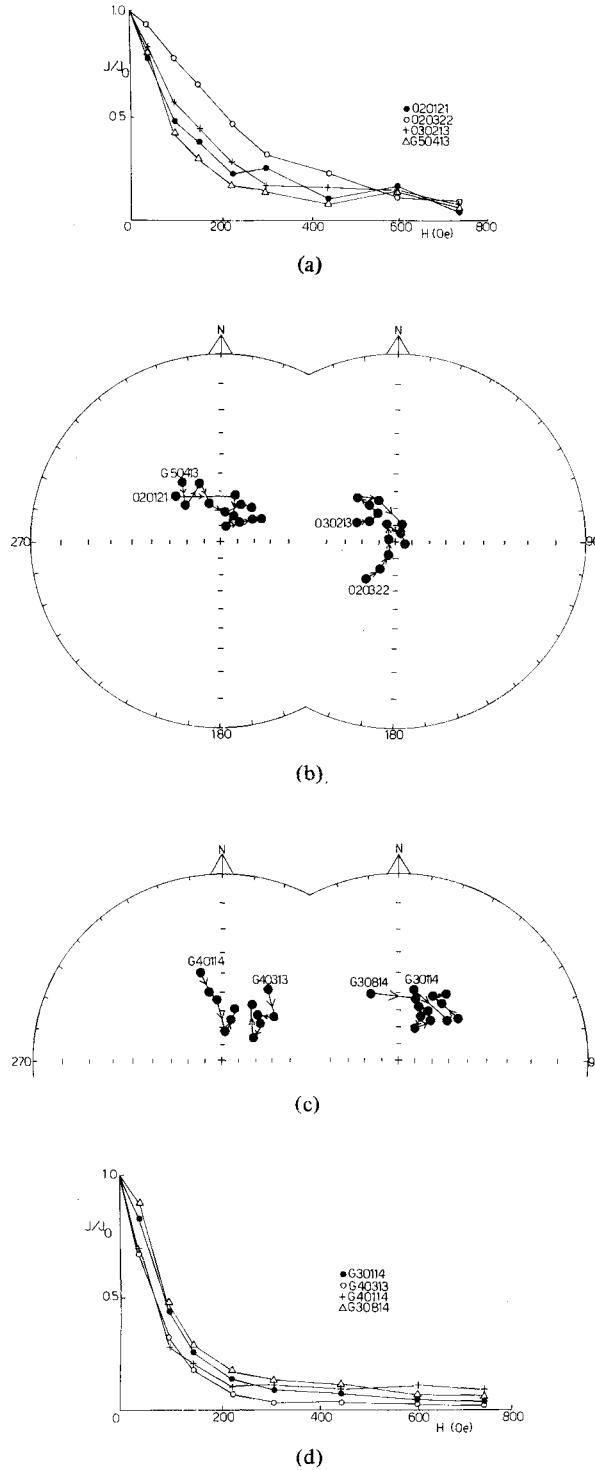 1.0
J/J0
0.5
● 020121
○ 020322
+ 030213
△ G50413
0 200 400 600 800
H (Oe)
(a)
N N
G50413
020121
030213
270 90
020322
180 180
(b)
N N
G40114
G40313
G30814 G30114
270 9
(c)
1.0
J/J0
0.5
● G30114
○ G40313
+ G40114
△ G30814
0 200 400 600 800
H (Oe)
(d)